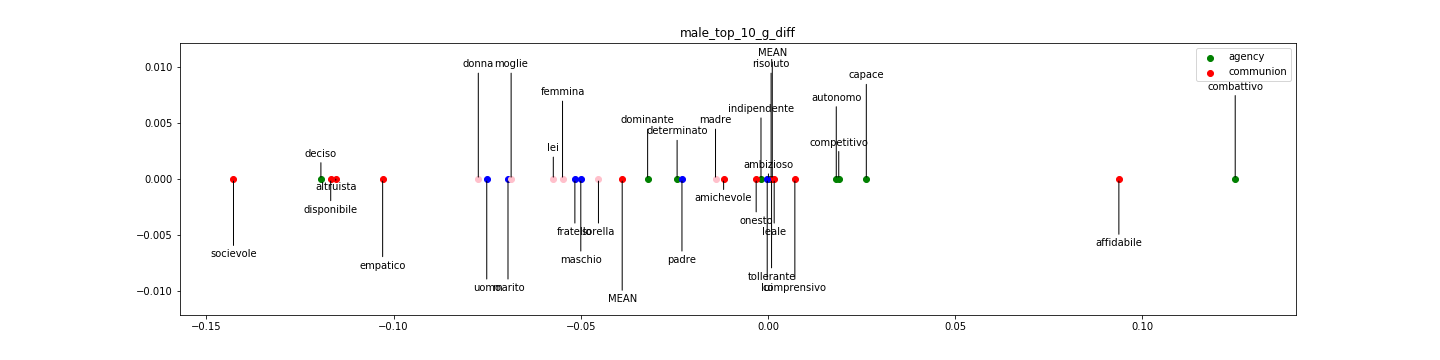 male_top_10_g_diff
MEAN
donna moglie risoluto
capace
agency
communion
combattivo
femmina
autonomo
indipendente
dominante madre
determinato
competitivo
lei
deciso
ambizioso
altruista
amichevole
disponibile
onesto
fratello sorella leale
affidabile
socievole
maschio padre
empatico
tollerante
uomo marito lui comprensivo
MEAN
0.010
0.005
0.000
−0.005
−0.010
−0.15 −0.10 −0.05 0.00 0.05 0.10